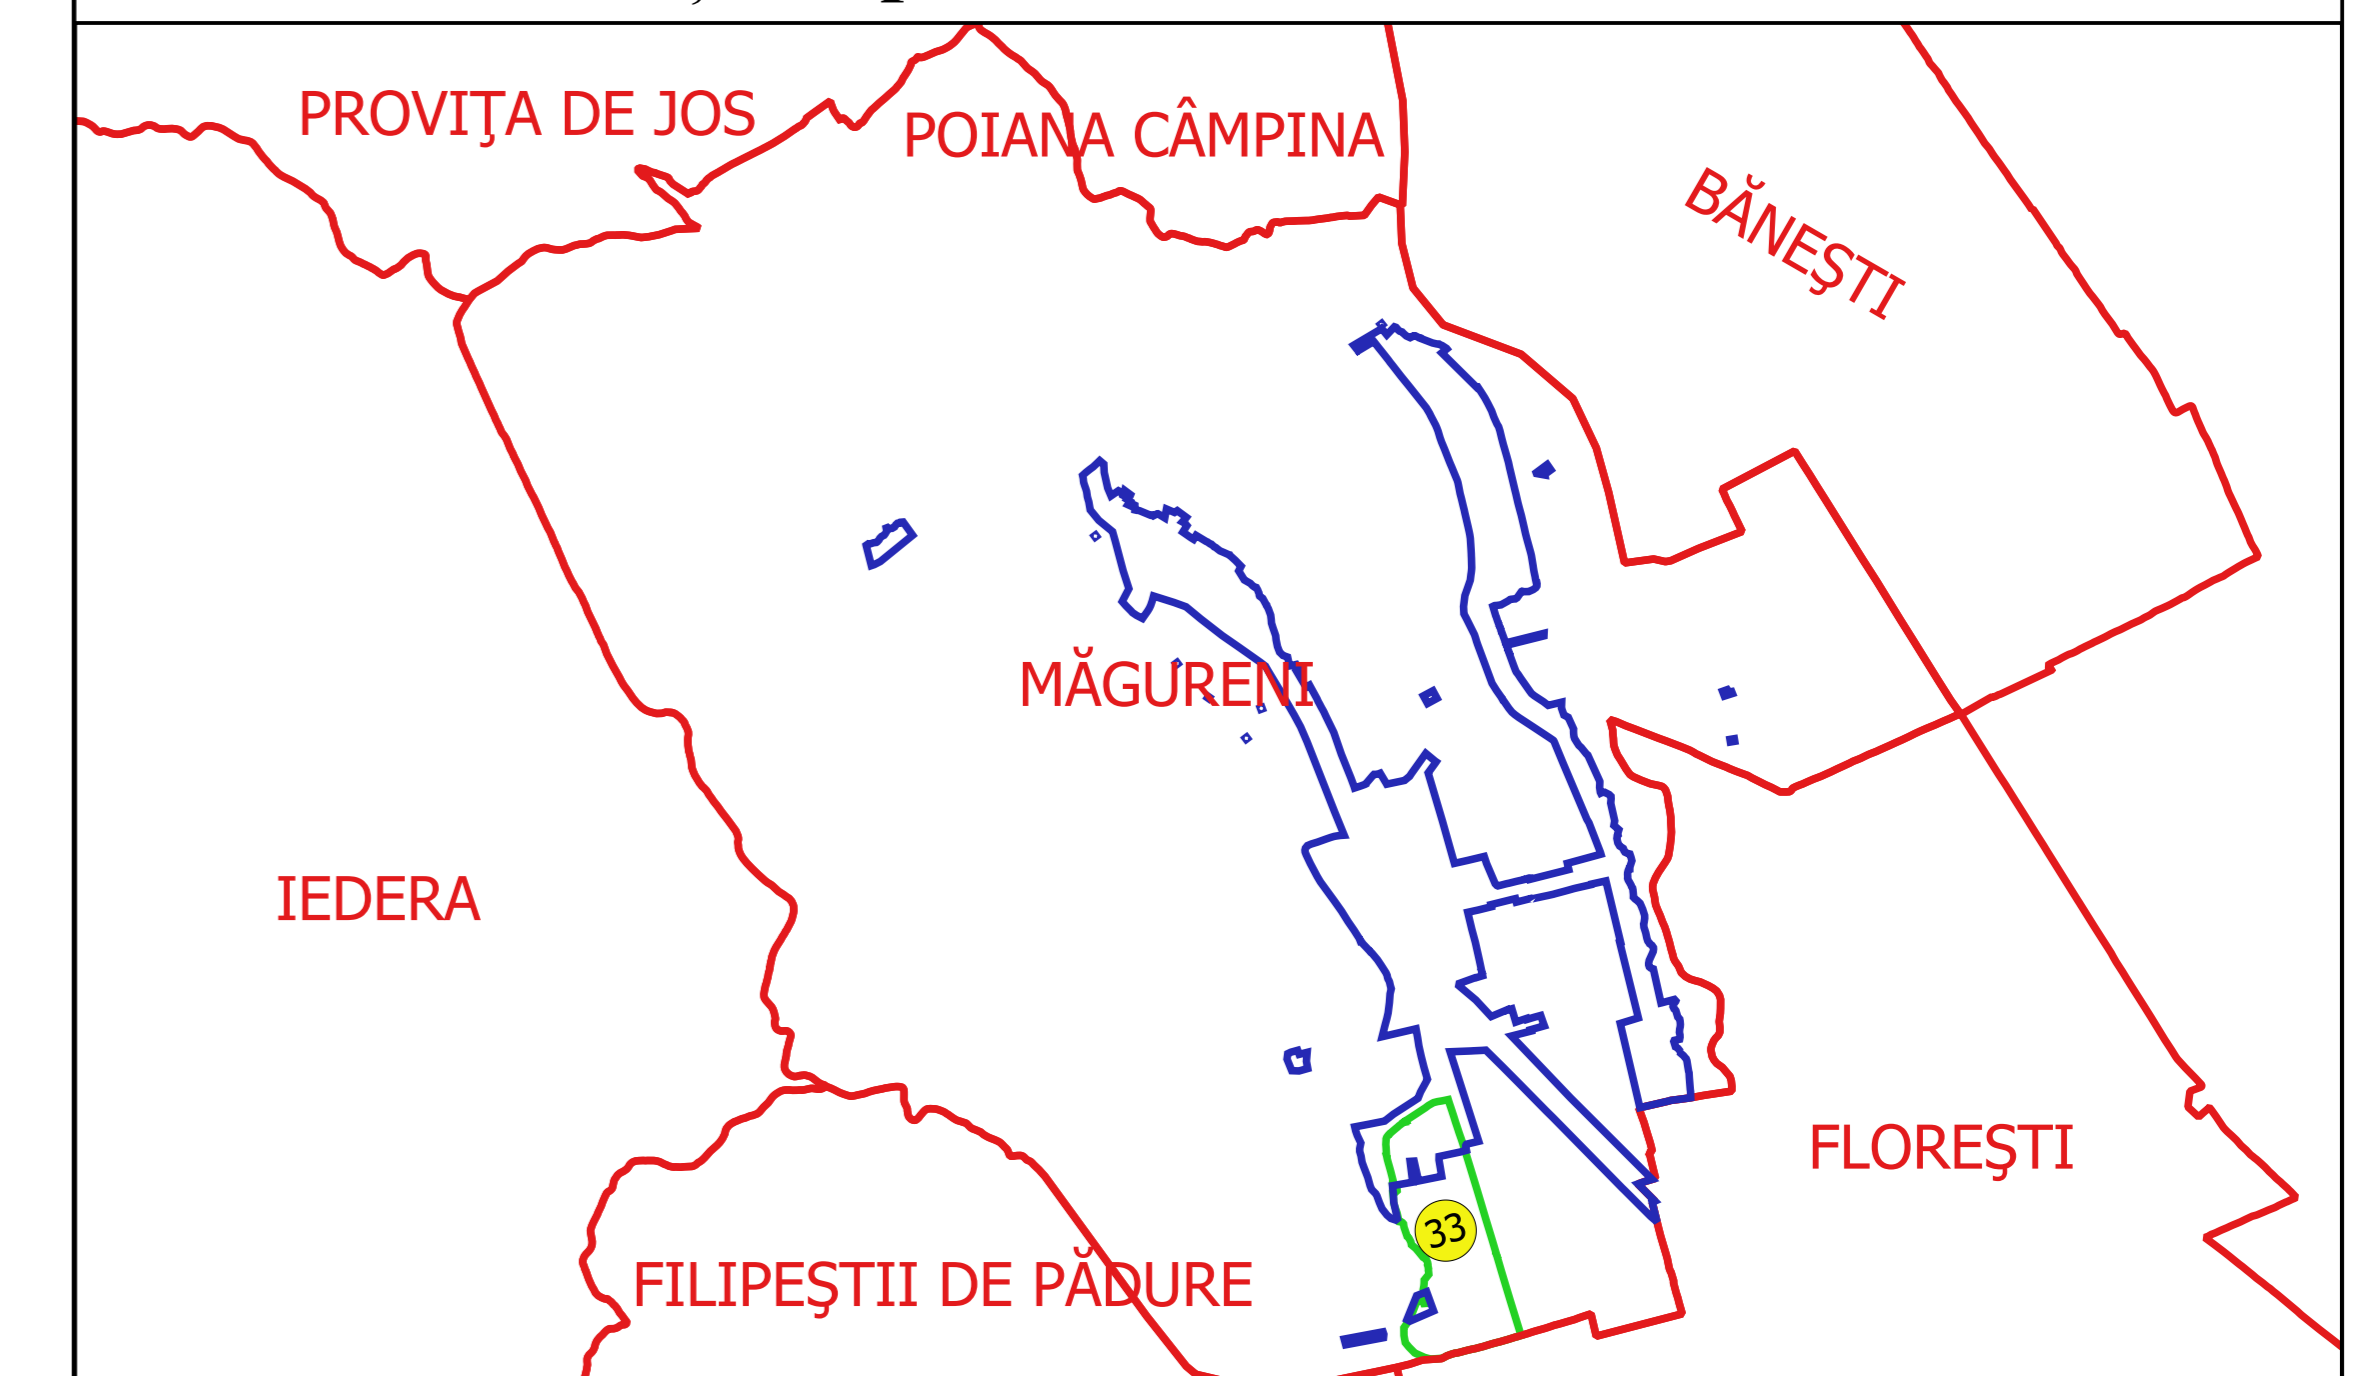 PROVIŢA DE JOS
POIANA CÂMPINA
BĂNEŞTI
MĂGURENI
IEDERA
FLOREŞTI
33
FILIPEŞTII DE PĂDURE